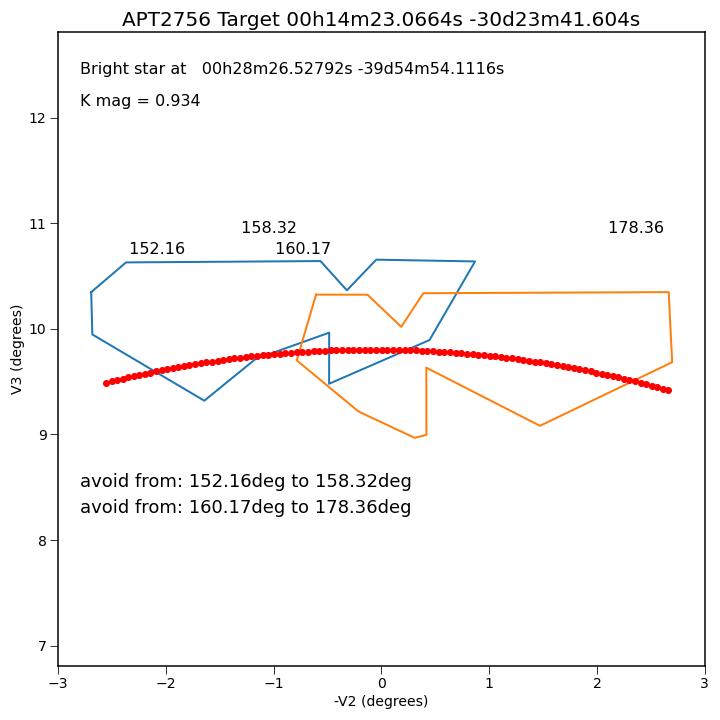 APT2756 Target 00h14m23.0664s -30d23m41.604s
Bright star at   00h28m26.52792s -39d54m54.1116s
K mag = 0.934
12
11
10
9
8
7
V3 (degrees)
158.32
178.36
152.16
160.17
avoid from: 152.16deg to 158.32deg
avoid from: 160.17deg to 178.36deg
−3 −2 −1 0 1 2 3
-V2 (degrees)